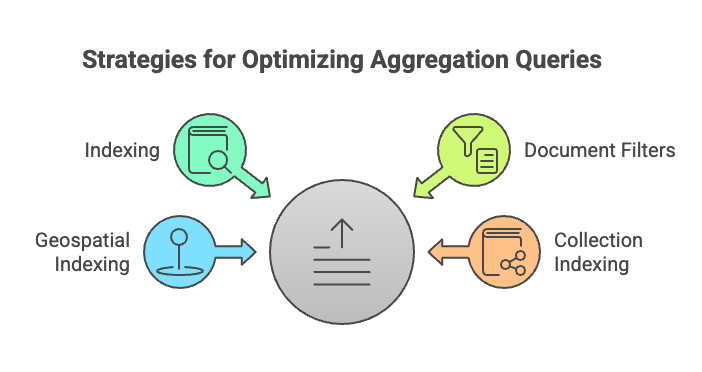 Strategies for Optimizing Aggregation Queries
Indexing
Document Filters
Geospatial
Indexing
Collection
Indexing